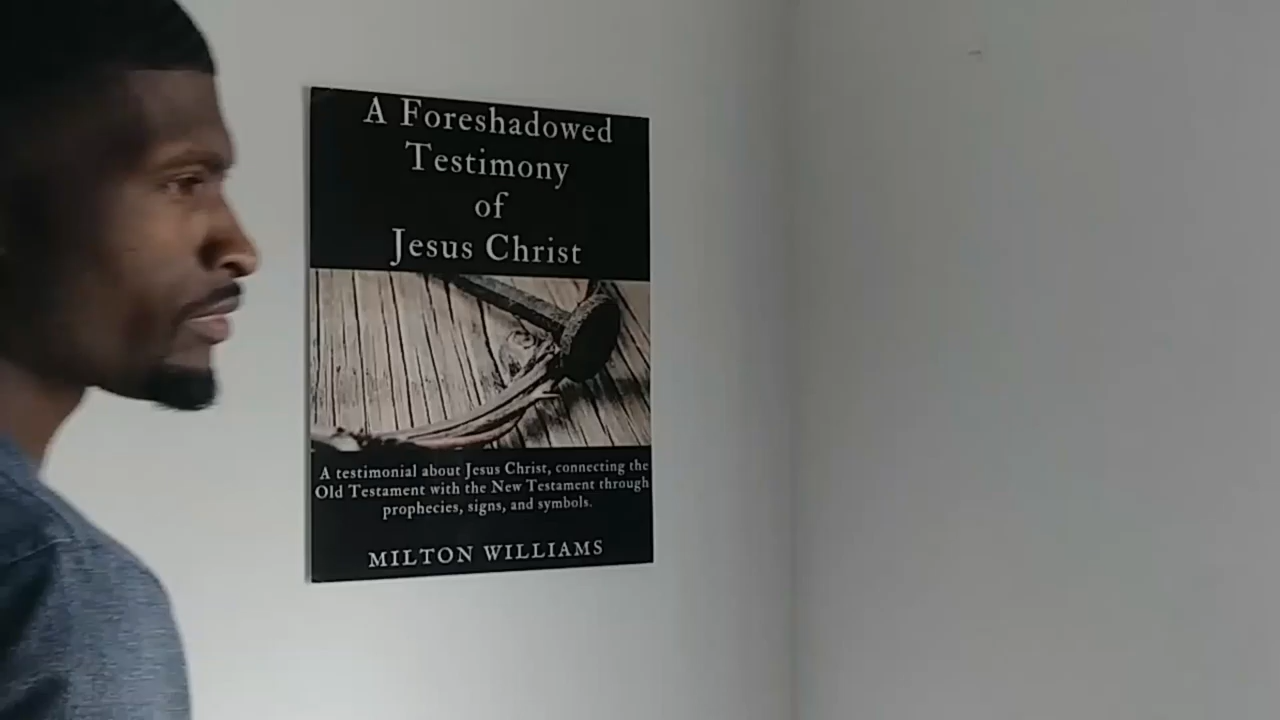 A Foreshadowed
Testimony
of
Jesus Christ
A testimonial about Jesus Christ, connecting the
Old Testament with the New Testament through
prophecies, signs, and symbols.
MILTON WILLIAMS